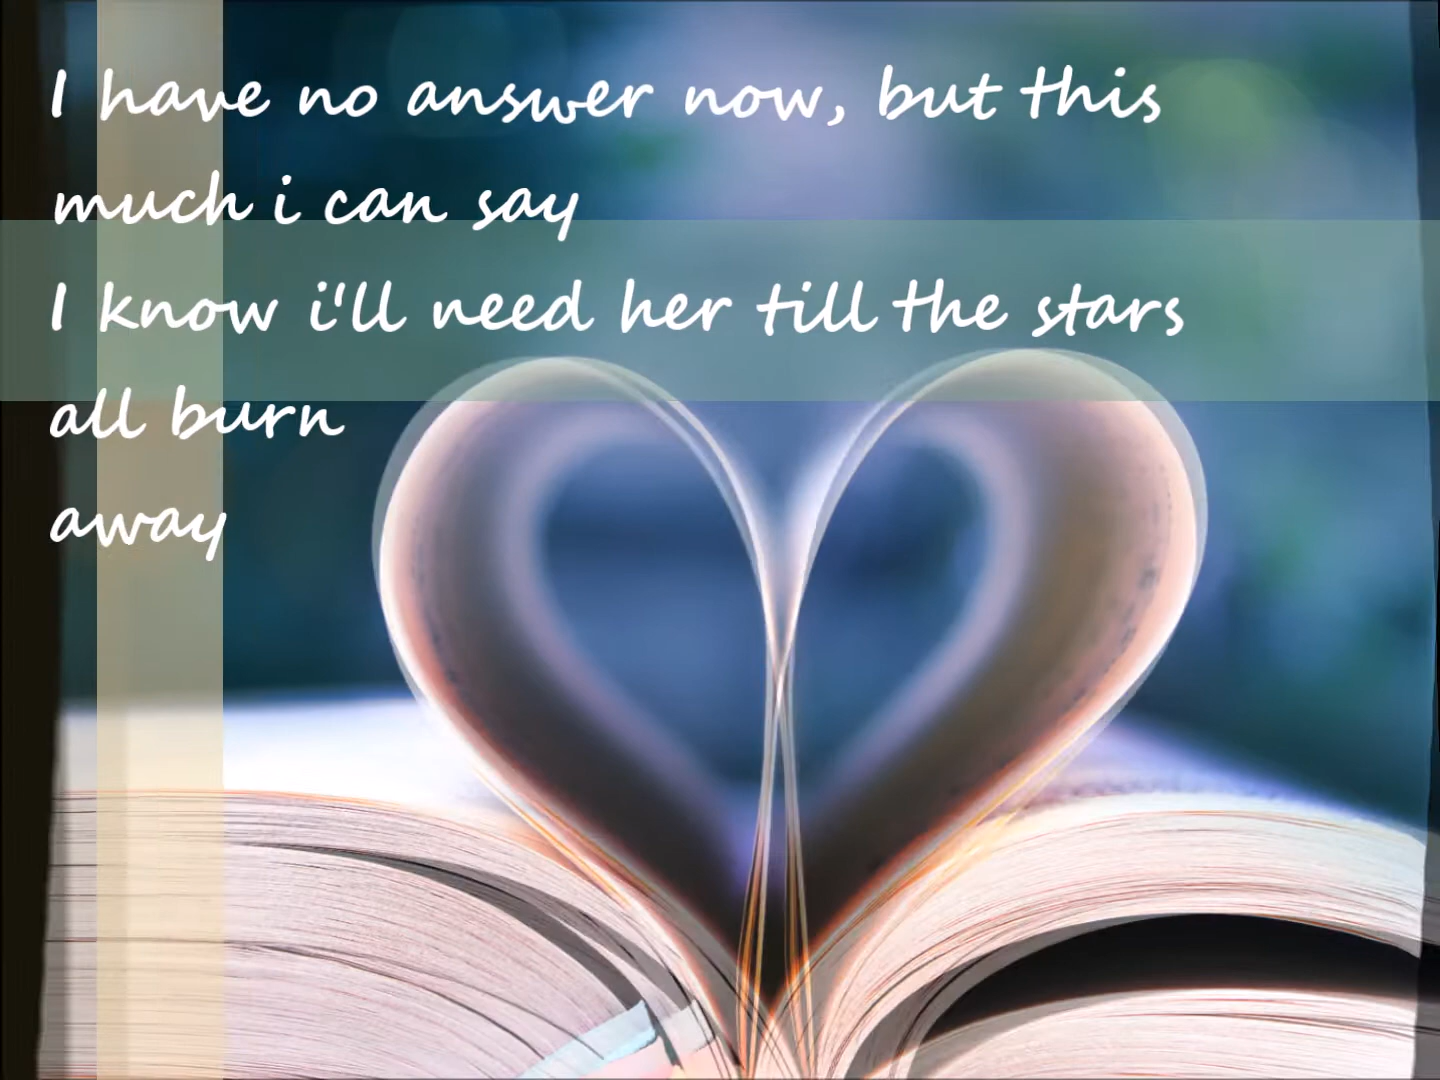 I have no answer now, but this
much i can say
I know i'll need her till the stars
all burn
away